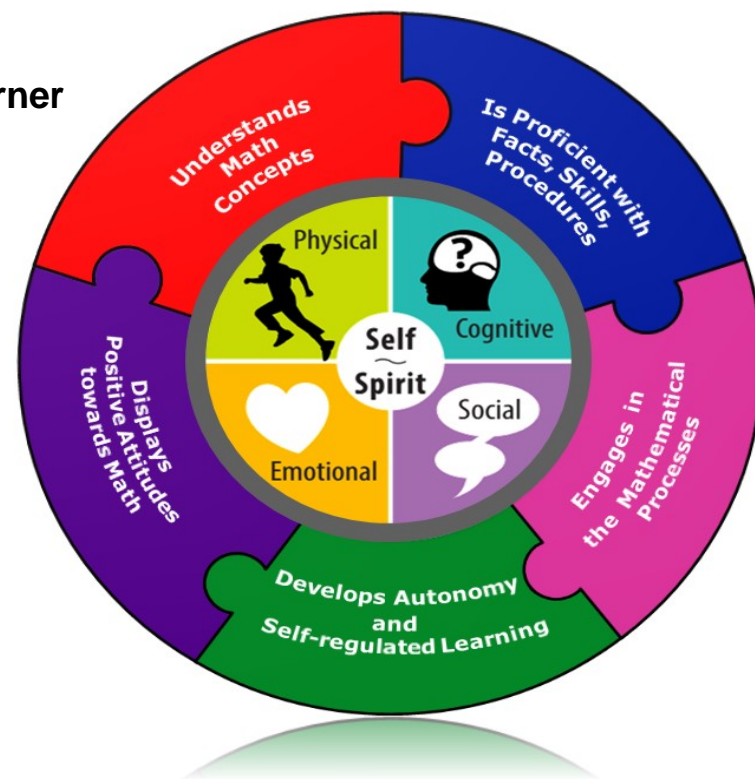 Understands
Math
Concepts
Is Proficient with
Facts, Skills,
Procedures
Physical
Cognitive
Self
~
Spirit
Social
Emotional
Displays
Positive Attitudes
towards Math
Engages in
the Mathematical
Processes
Develops Autonomy
and
Self-regulated Learning